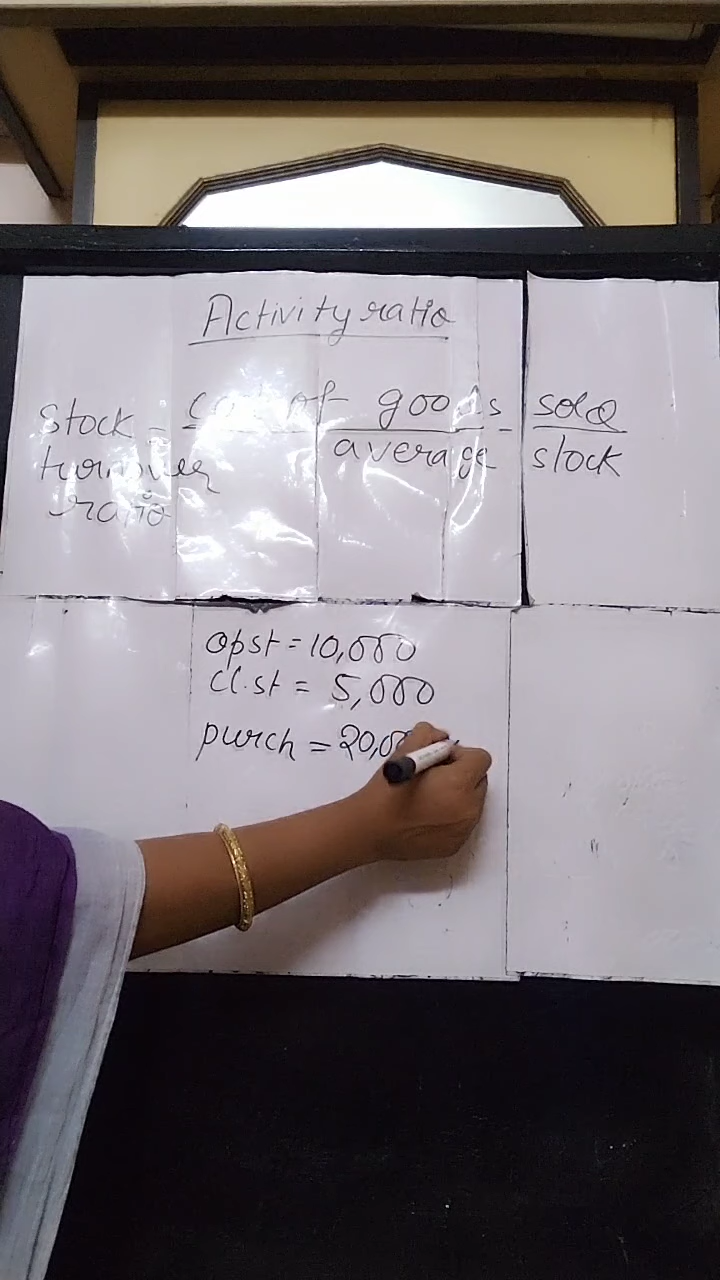 Activity ratio
Stock = cost of goods sold
turnover average stock
ratio
opst = 10,000
Cl.st = 5,000
purch = 20,0